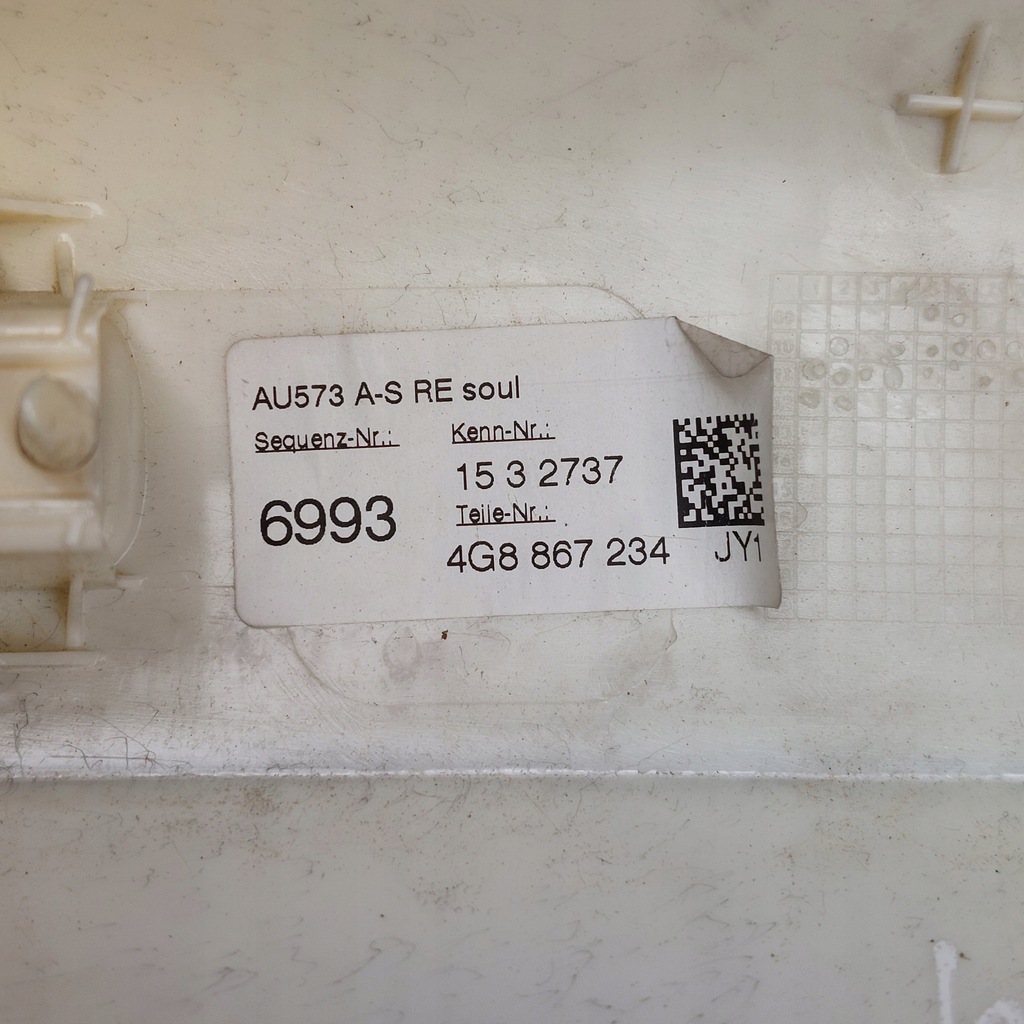 AU573 A-S RE soul
Sequenz-Nr.: Kenn-Nr.:
15 3 2737
6993
Teile-Nr.:
4G8 867 234 JY1